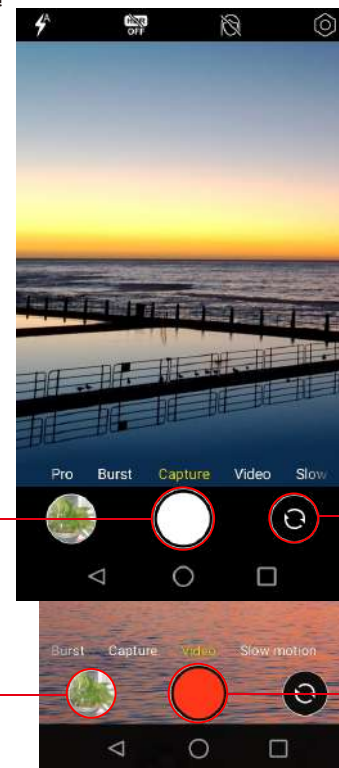 A
HDR
OFF
Pro Burst Capture Video Slow
Burst Capture Video Slow motion